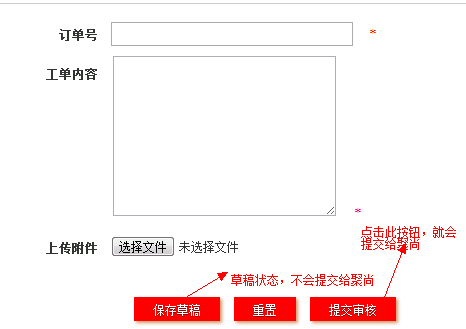 订单号
*
工单内容
*
点击此按钮，就会
提交给聚尚
上传附件 选择文件 未选择文件
草稿状态，不会提交给聚尚
保存草稿 重置 提交审核